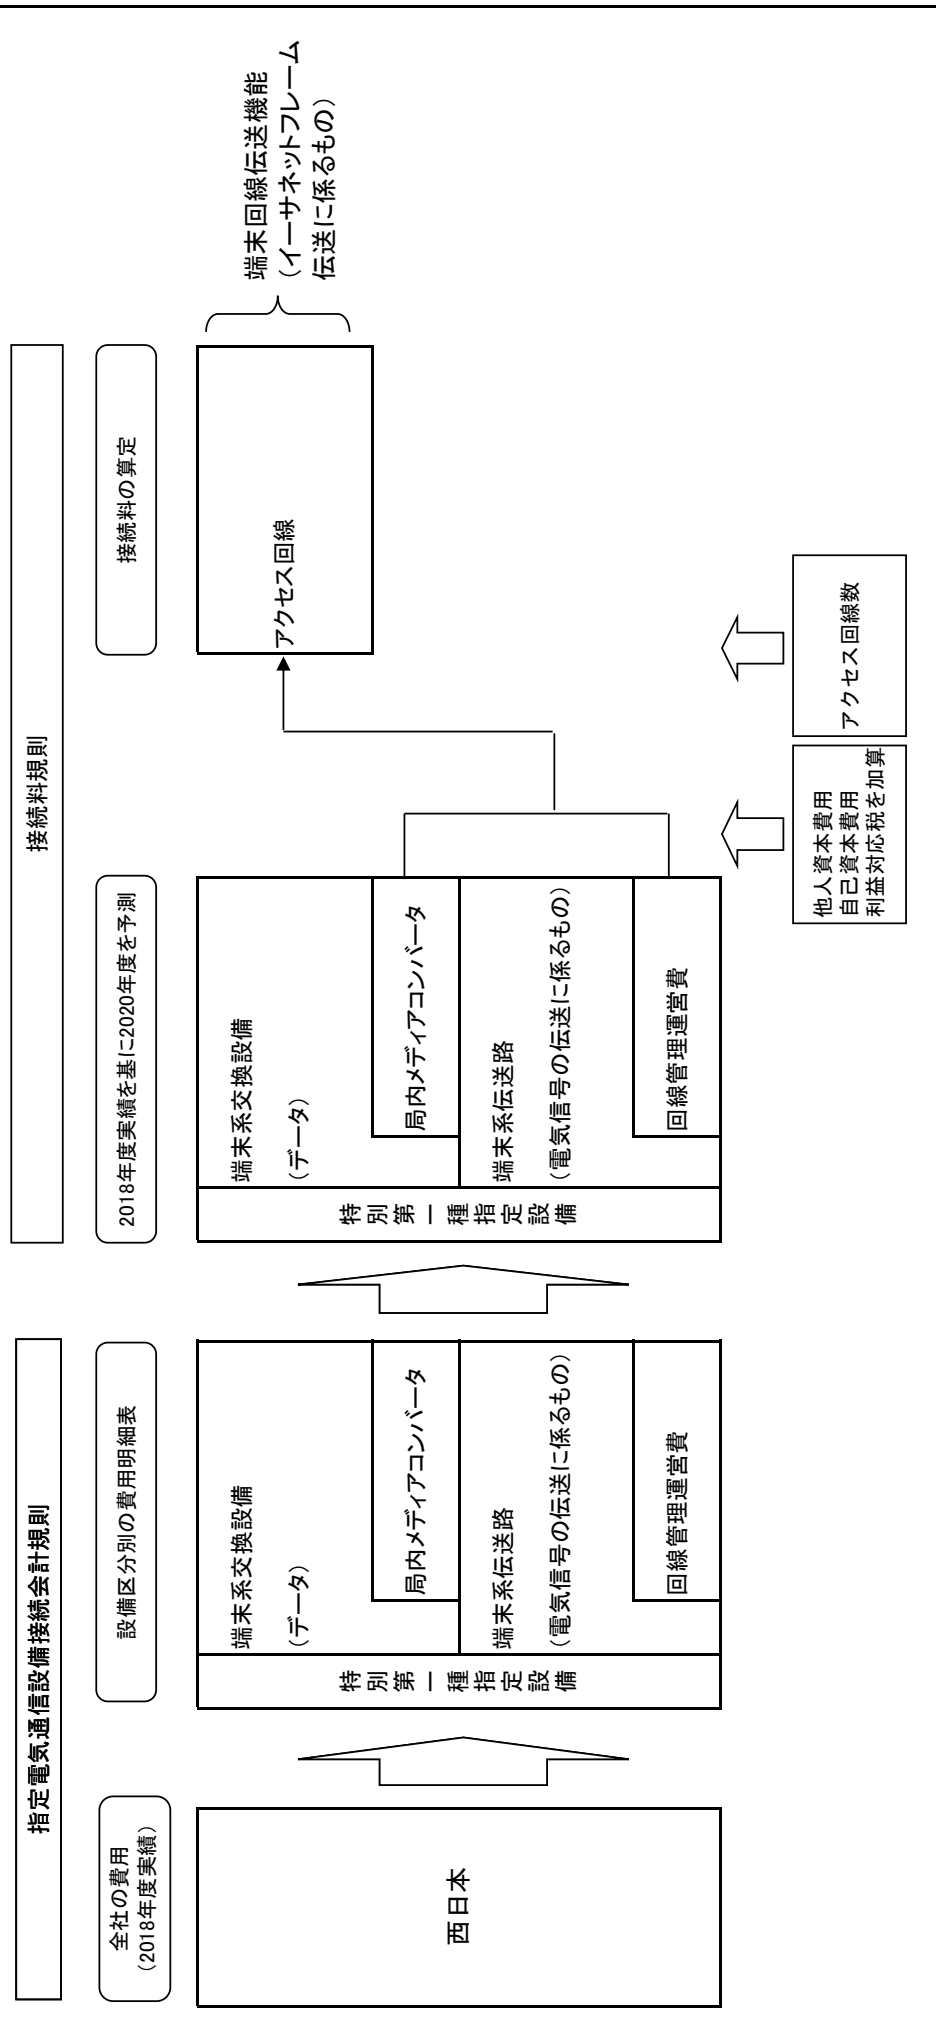 指定電気通信設備接続会計規則
接続料規則
全社の費用
（2018年度実績）
設備区分別の費用明細表
2018年度実績を基に2020年度を予測
接続料の算定
西日本
特別第一種指定設備
端末系交換設備
（データ）
局内メディアコンバータ
端末系伝送路
（電気信号の伝送に係るもの）
回線管理運営費
特別第一種指定設備
端末系交換設備
（データ）
局内メディアコンバータ
端末系伝送路
（電気信号の伝送に係るもの）
回線管理運営費
アクセス回線
端末回線伝送機能
（イーサネットフレーム
伝送に係るもの）
他人資本費用
自己資本費用
利益対応税を加算
アクセス回線数